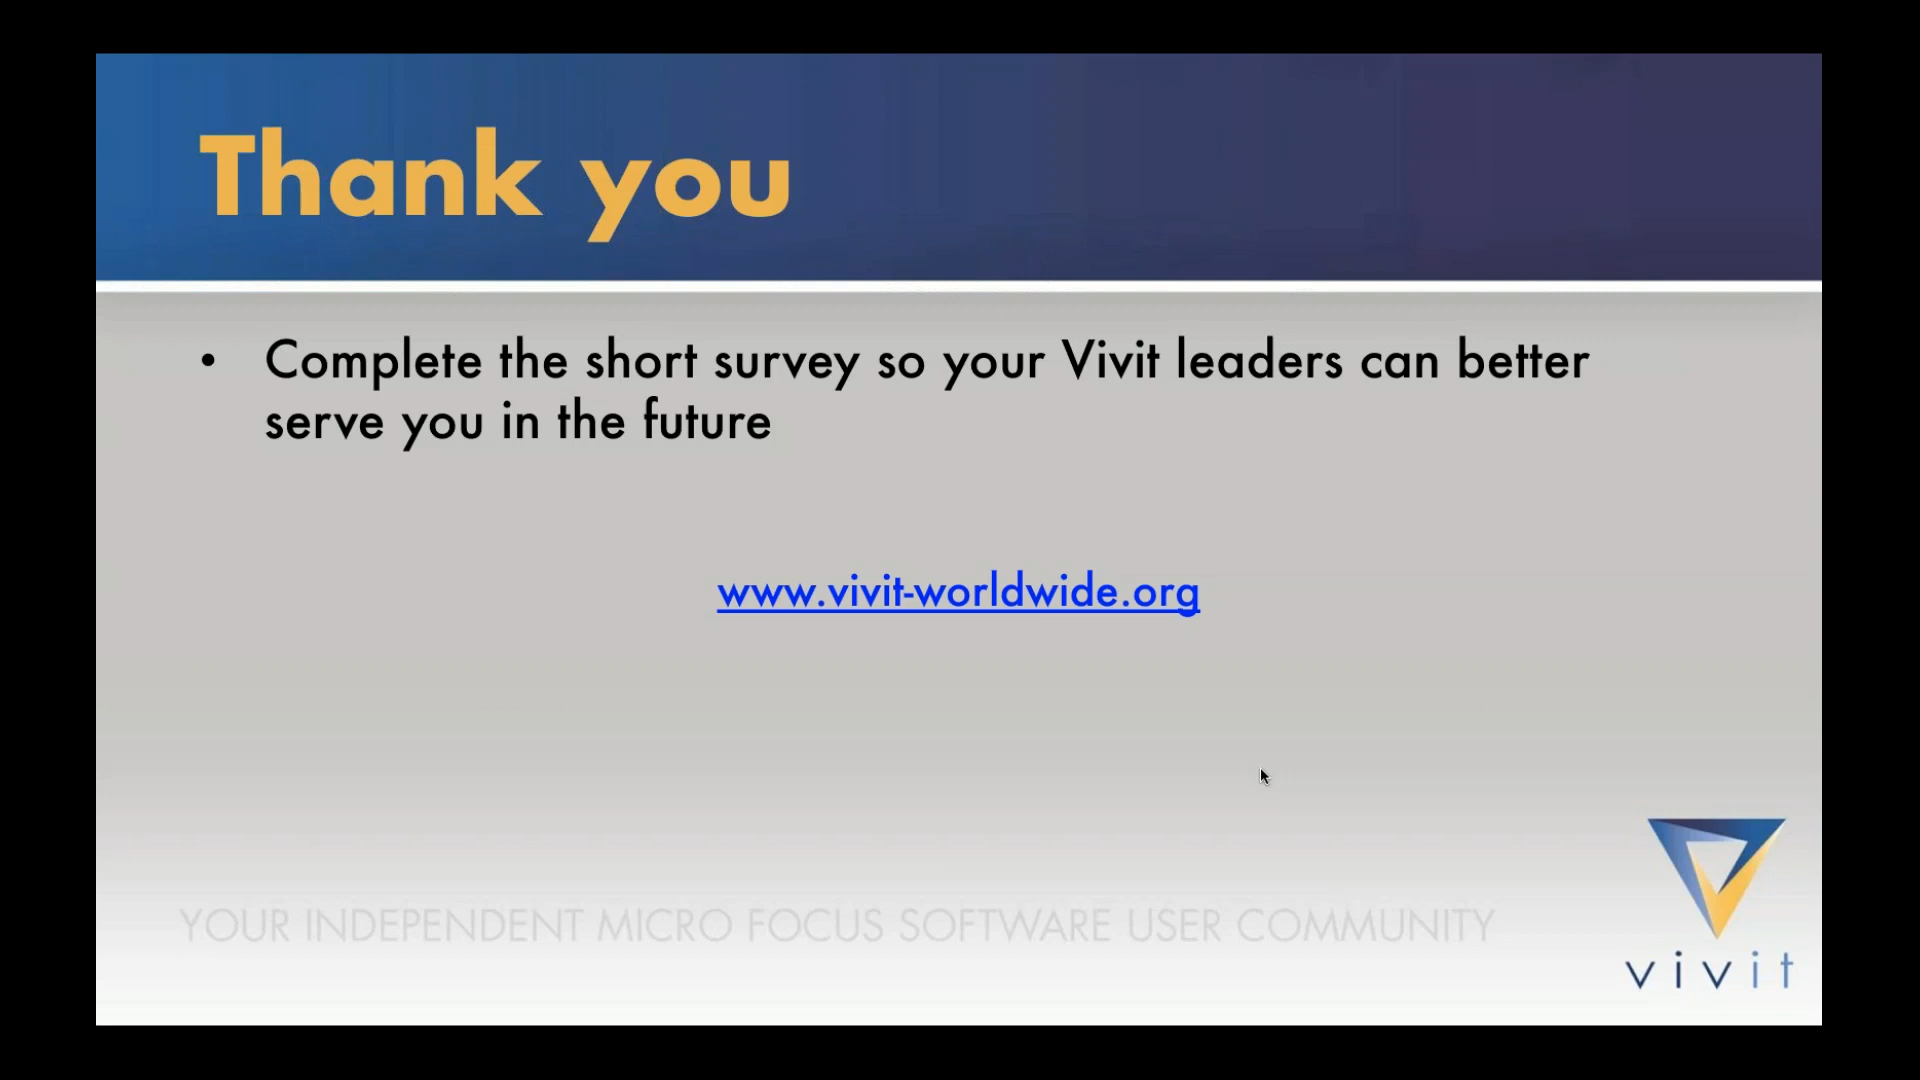 Thank you
• Complete the short survey so your Vivit leaders can better
serve you in the future
www.vivit-worldwide.org
YOUR INDEPENDENT MICRO FOCUS SOFTWARE USER COMMUNITY
vivit